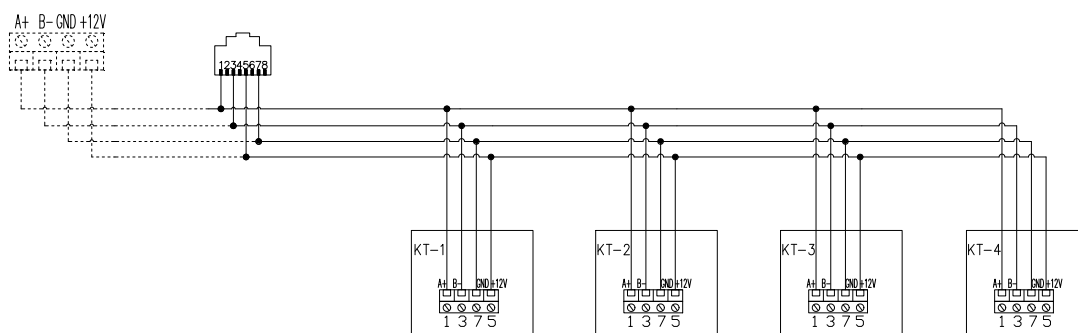 A+ B- GND +12V
12345678
KT-1
A+ B- GND +12V
1 3 7 5
KT-2
A+ B- GND +12V
1 3 7 5
KT-3
A+ B- GND +12V
1 3 7 5
KT-4
A+ B- GND +12V
1 3 7 5